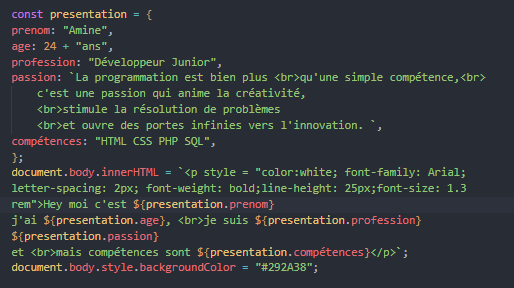 const presentation = {
prenom: "Amine",
age: 24 + "ans",
profession: "Développeur Junior",
passion: `La programmation est bien plus <br>qu'une simple compétence,<br>
c'est une passion qui anime la créativité,
<br>stimule la résolution de problèmes
<br>et ouvre des portes infinies vers l'innovation. `,
compétences: "HTML CSS PHP SQL",
};
document.body.innerHTML = `<p style = "color:white; font-family: Arial;
letter-spacing: 2px; font-weight: bold;line-height: 25px;font-size: 1.3
rem">Hey moi c'est ${presentation.prenom}
j'ai ${presentation.age}, <br>je suis ${presentation.profession}
${presentation.passion}
et <br>mais compétences sont ${presentation.compétences}</p>`;
document.body.style.backgroundColor = "#292A38";